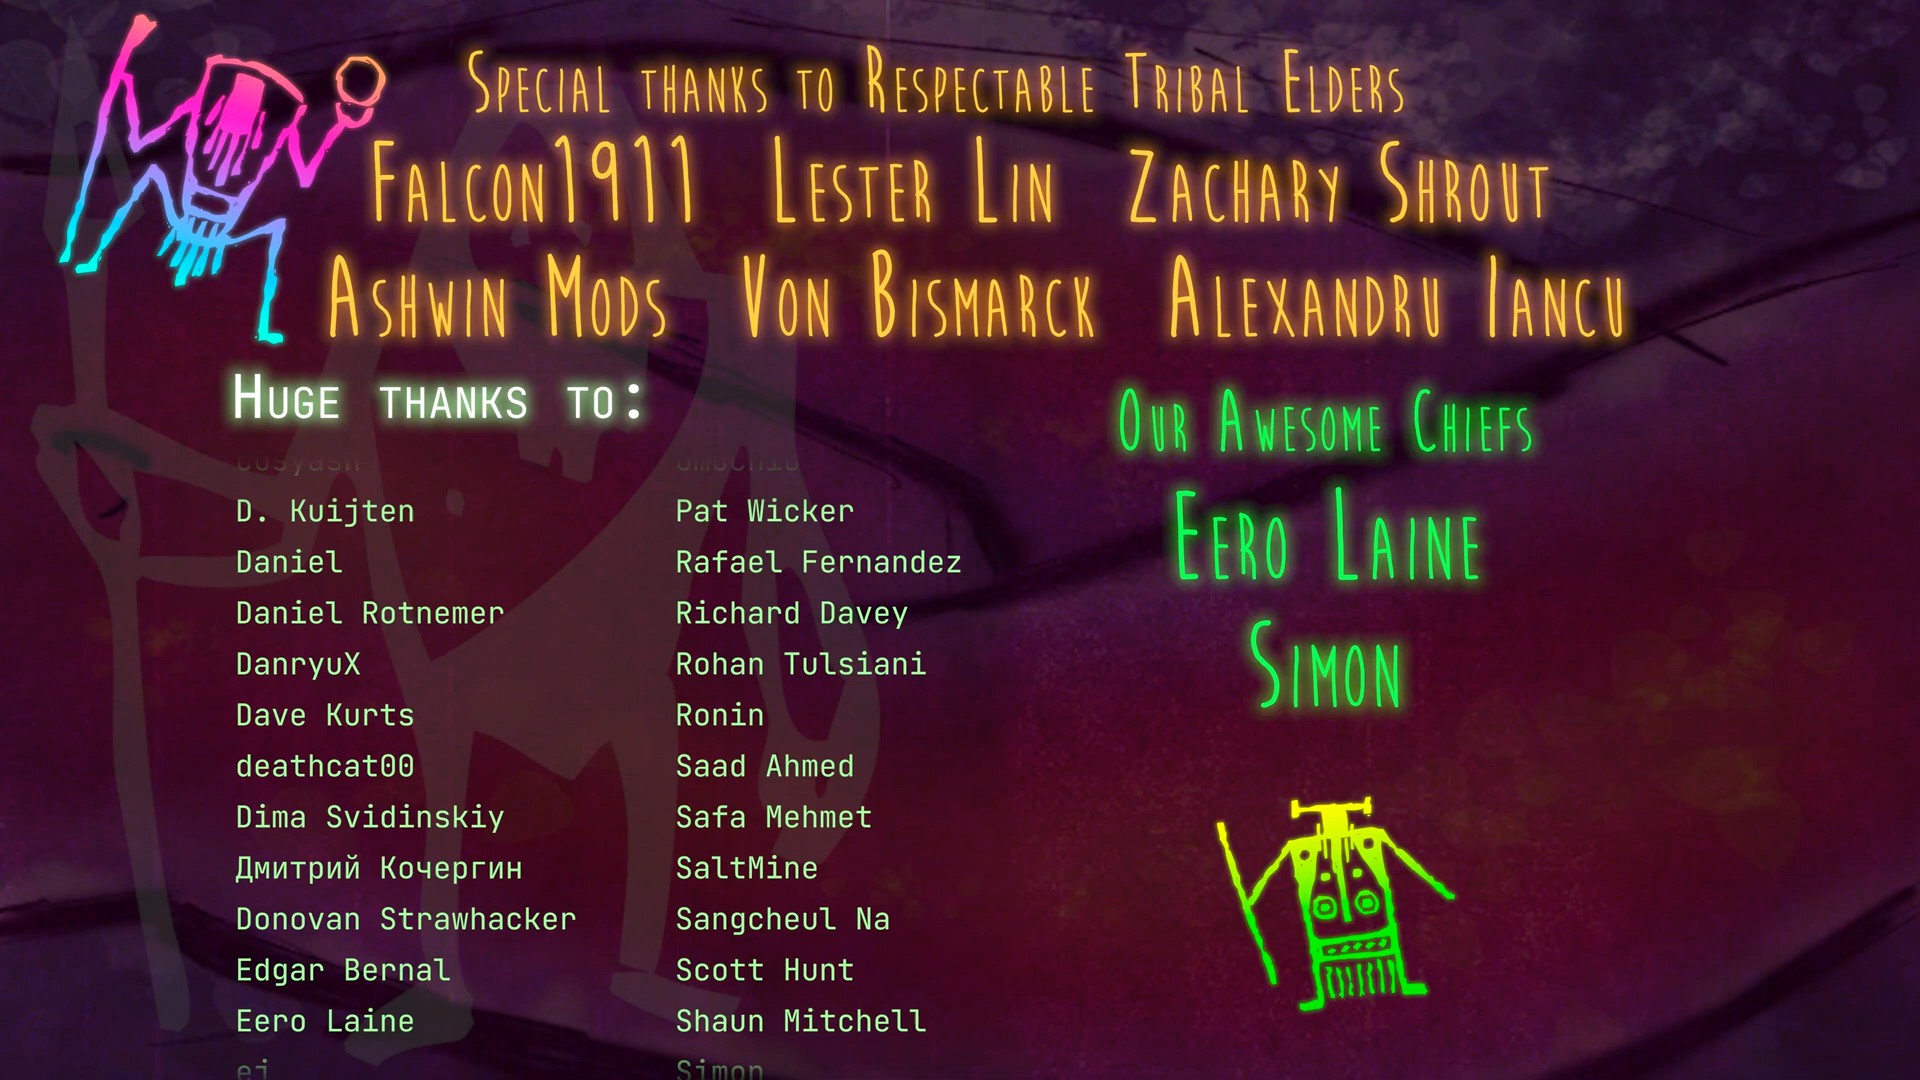 Special thanks to Respectable Tribal Elders
Falcon1911 Lester Lin Zachary Shrout
Ashwin Mods Von Bismarck Alexandru Iancu
Huge thanks to:
D. Kuijten
Daniel
Daniel Rotnemer
DanryuX
Dave Kurts
deathcat00
Dima Svidinskiy
Дмитрий Кочергин
Donovan Strawhacker
Edgar Bernal
Eero Laine
ej
Pat Wicker
Rafael Fernandez
Richard Davey
Rohan Tulsiani
Ronin
Saad Ahmed
Safa Mehmet
SaltMine
Sangcheul Na
Scott Hunt
Shaun Mitchell
Simon
Our Awesome Chiefs
Eero Laine
Simon